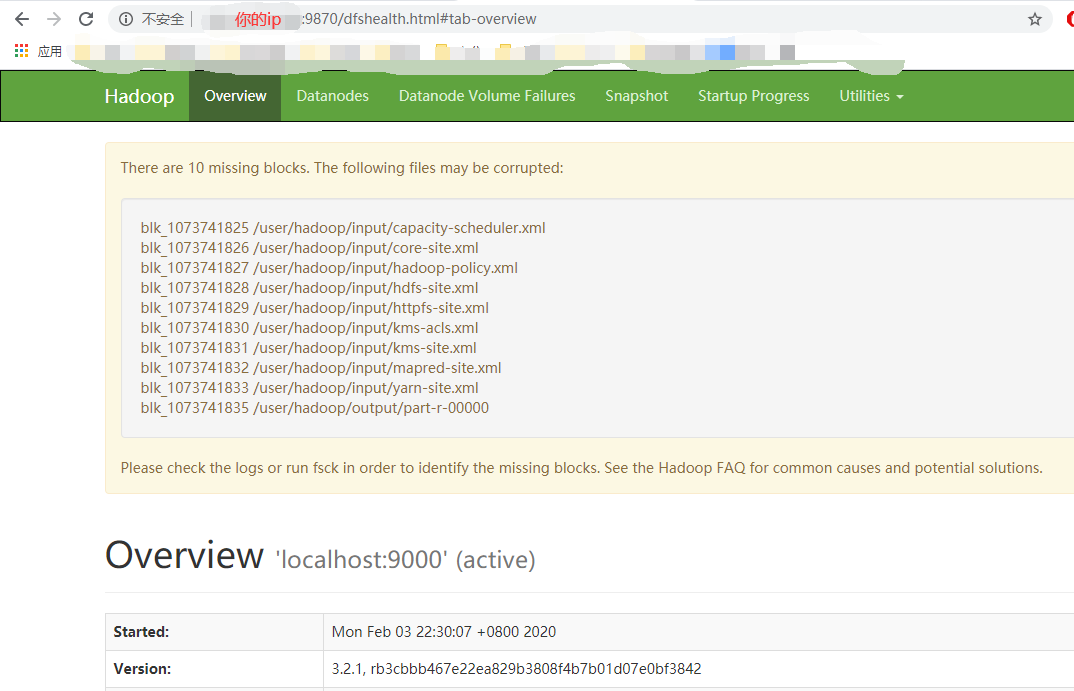 不安全 | 你的ip :9870/dfshealth.html#tab-overview
应用
Hadoop Overview Datanodes Datanode Volume Failures Snapshot Startup Progress Utilities
There are 10 missing blocks. The following files may be corrupted:
blk_1073741825 /user/hadoop/input/capacity-scheduler.xml
blk_1073741826 /user/hadoop/input/core-site.xml
blk_1073741827 /user/hadoop/input/hadoop-policy.xml
blk_1073741828 /user/hadoop/input/hdfs-site.xml
blk_1073741829 /user/hadoop/input/httpfs-site.xml
blk_1073741830 /user/hadoop/input/kms-acls.xml
blk_1073741831 /user/hadoop/input/kms-site.xml
blk_1073741832 /user/hadoop/input/mapred-site.xml
blk_1073741833 /user/hadoop/input/yarn-site.xml
blk_1073741835 /user/hadoop/output/part-r-00000
Please check the logs or run fsck in order to identify the missing blocks. See the Hadoop FAQ for common causes and potential solutions.
Overview 'localhost:9000' (active)
Started: Mon Feb 03 22:30:07 +0800 2020
Version: 3.2.1, rb3cbbb467e22ea829b3808f4b7b01d07e0bf3842